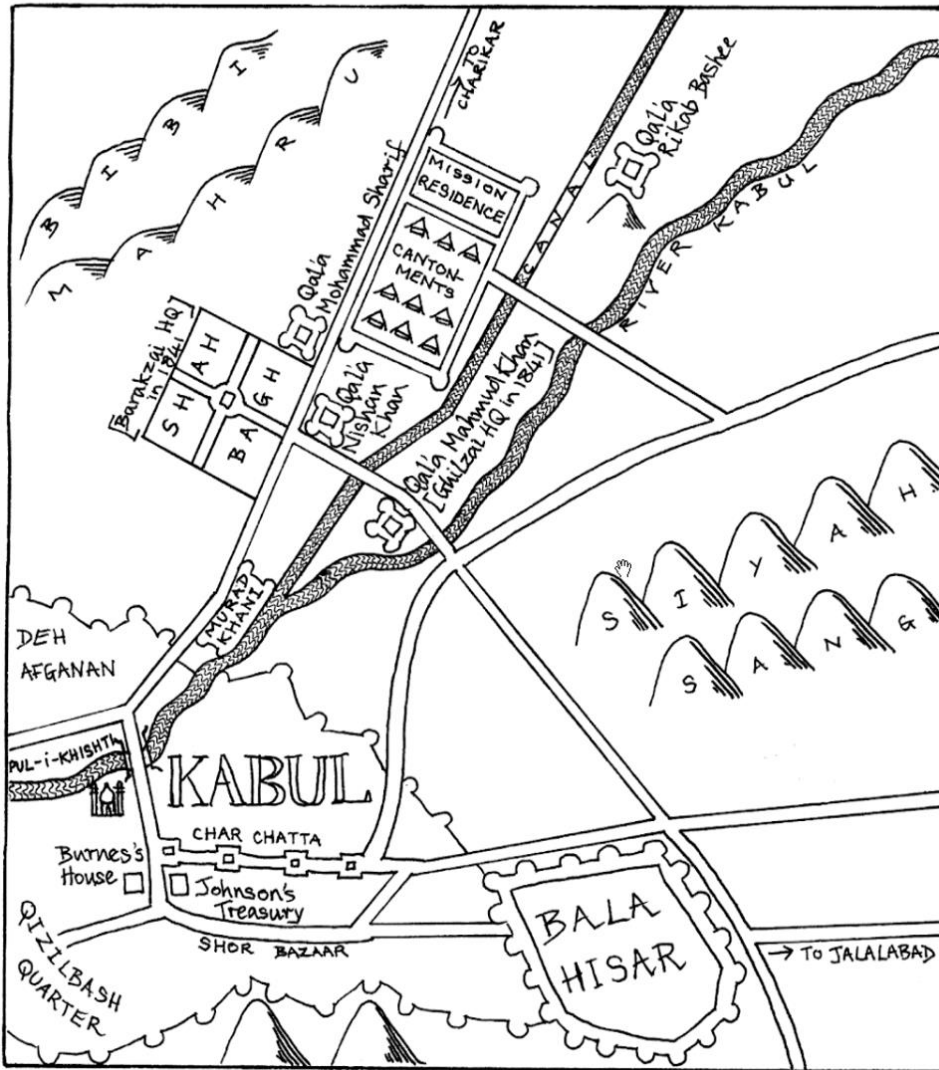 BIBI
MAHRU
→ TO
CHARIKAR
Qal'a
Rikab Bashee
CANAL
RIVER KABUL
MISSION
RESIDENCE
CANTON-
MENTS
Qal'a
Mohammad Sharif
[Barakzai HQ
in 1841]
SHAH
BAGH
Qal'a
Nishan
Khan
Qal'a Mahmud Khan
[Ghilzai HQ in 1841]
SIYAH
SANG
MURAD
KHANI
DEH
AFGANAN
PUL-i-KHISHTI
KABUL
CHAR CHATTA
Burnes's
House
Johnson's
Treasury
SHOR BAZAAR
QIZILBASH
QUARTER
BALA
HISAR
→ TO JALALABAD